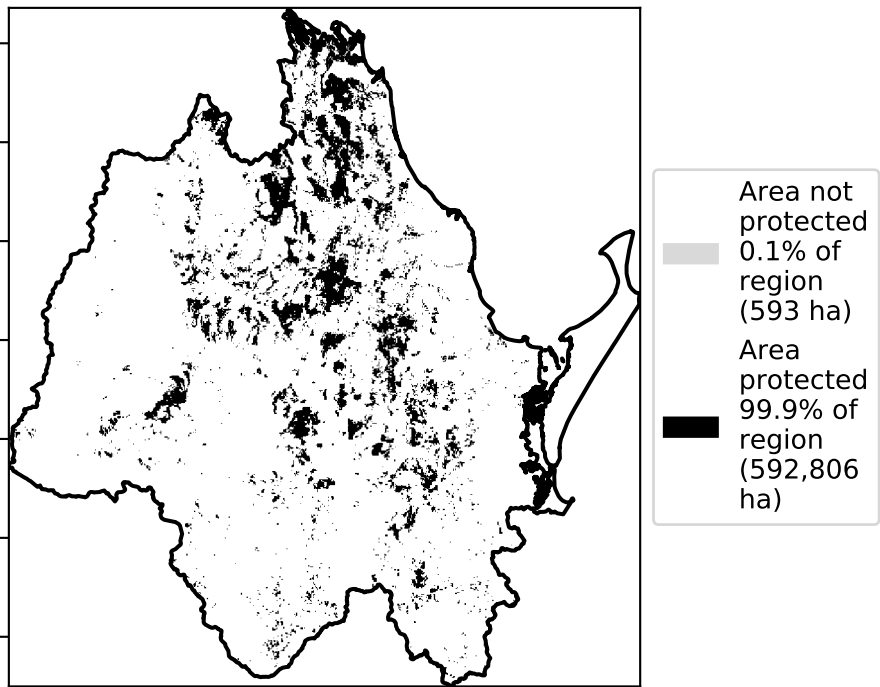 Area not
protected
0.1% of
region
(593 ha)
Area
protected
99.9% of
region
(592,806
ha)